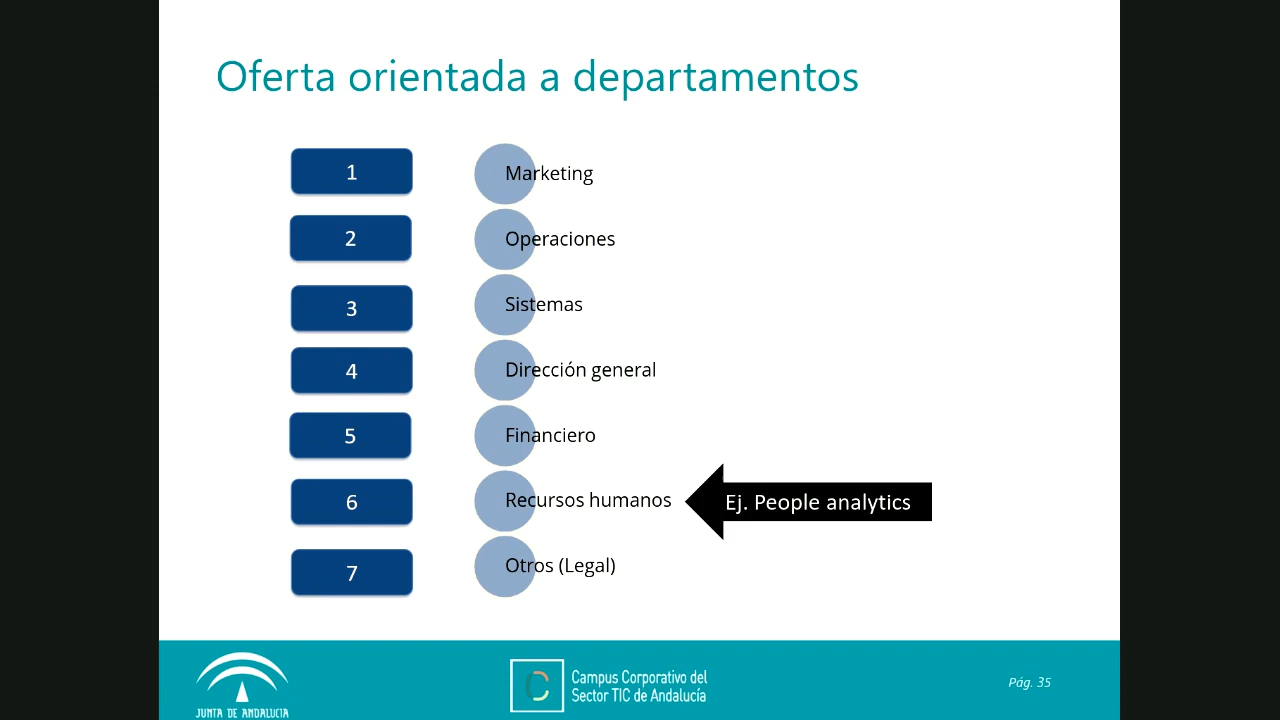 Oferta orientada a departamentos
1 Marketing
2 Operaciones
3 Sistemas
4 Dirección general
5 Financiero
6 Recursos humanos Ej. People analytics
7 Otros (Legal)
JUNTA DE ANDALUCIA
Campus Corporativo del
Sector TIC de Andalucía
Pág. 35